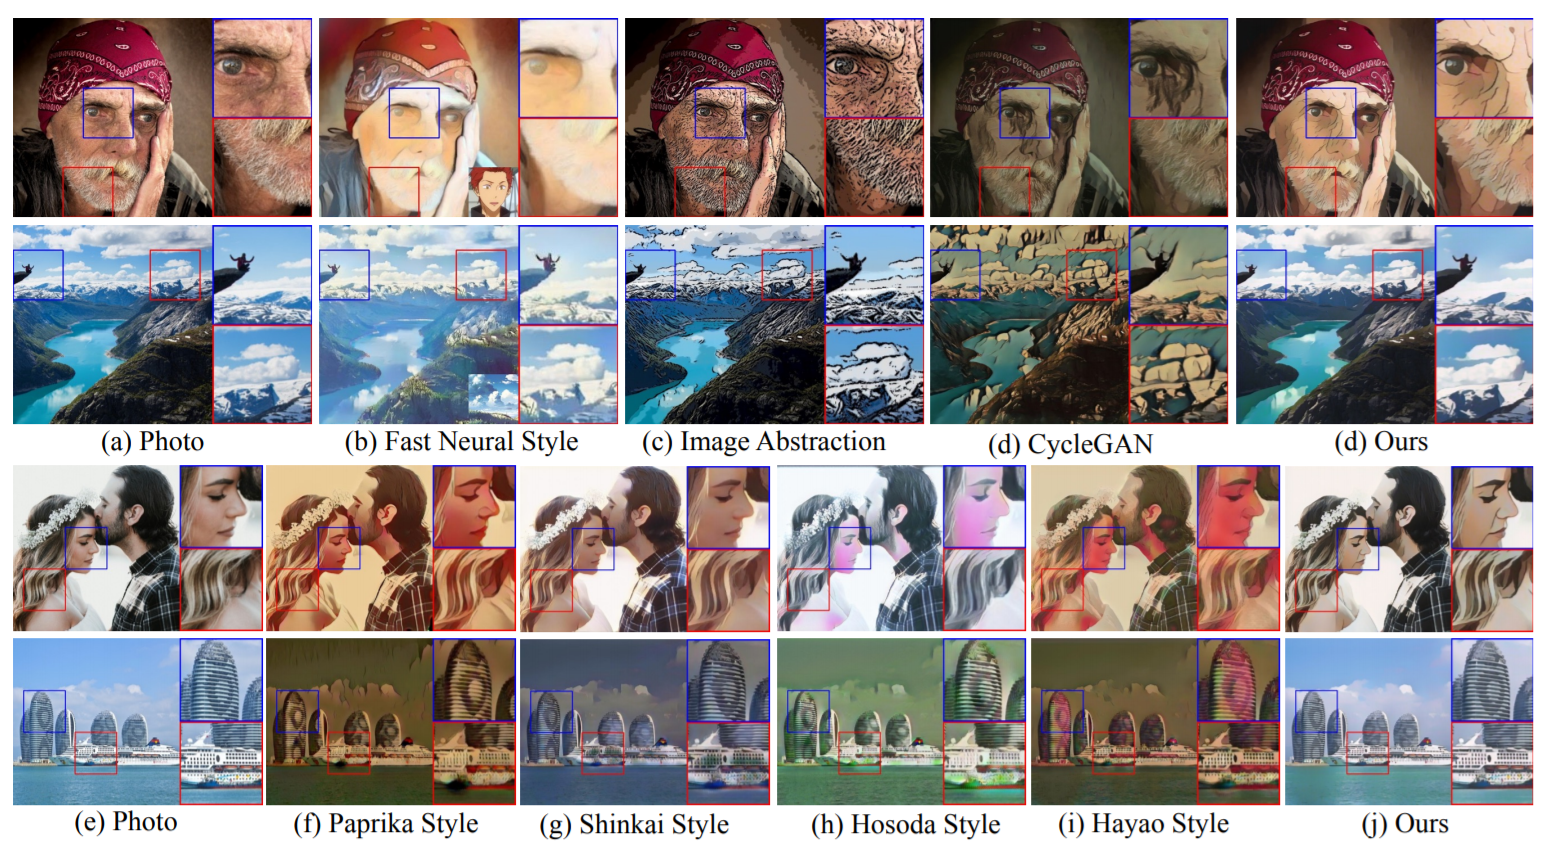 (a) Photo (b) Fast Neural Style (c) Image Abstraction (d) CycleGAN (d) Ours
(e) Photo (f) Paprika Style (g) Shinkai Style (h) Hosoda Style (i) Hayao Style (j) Ours